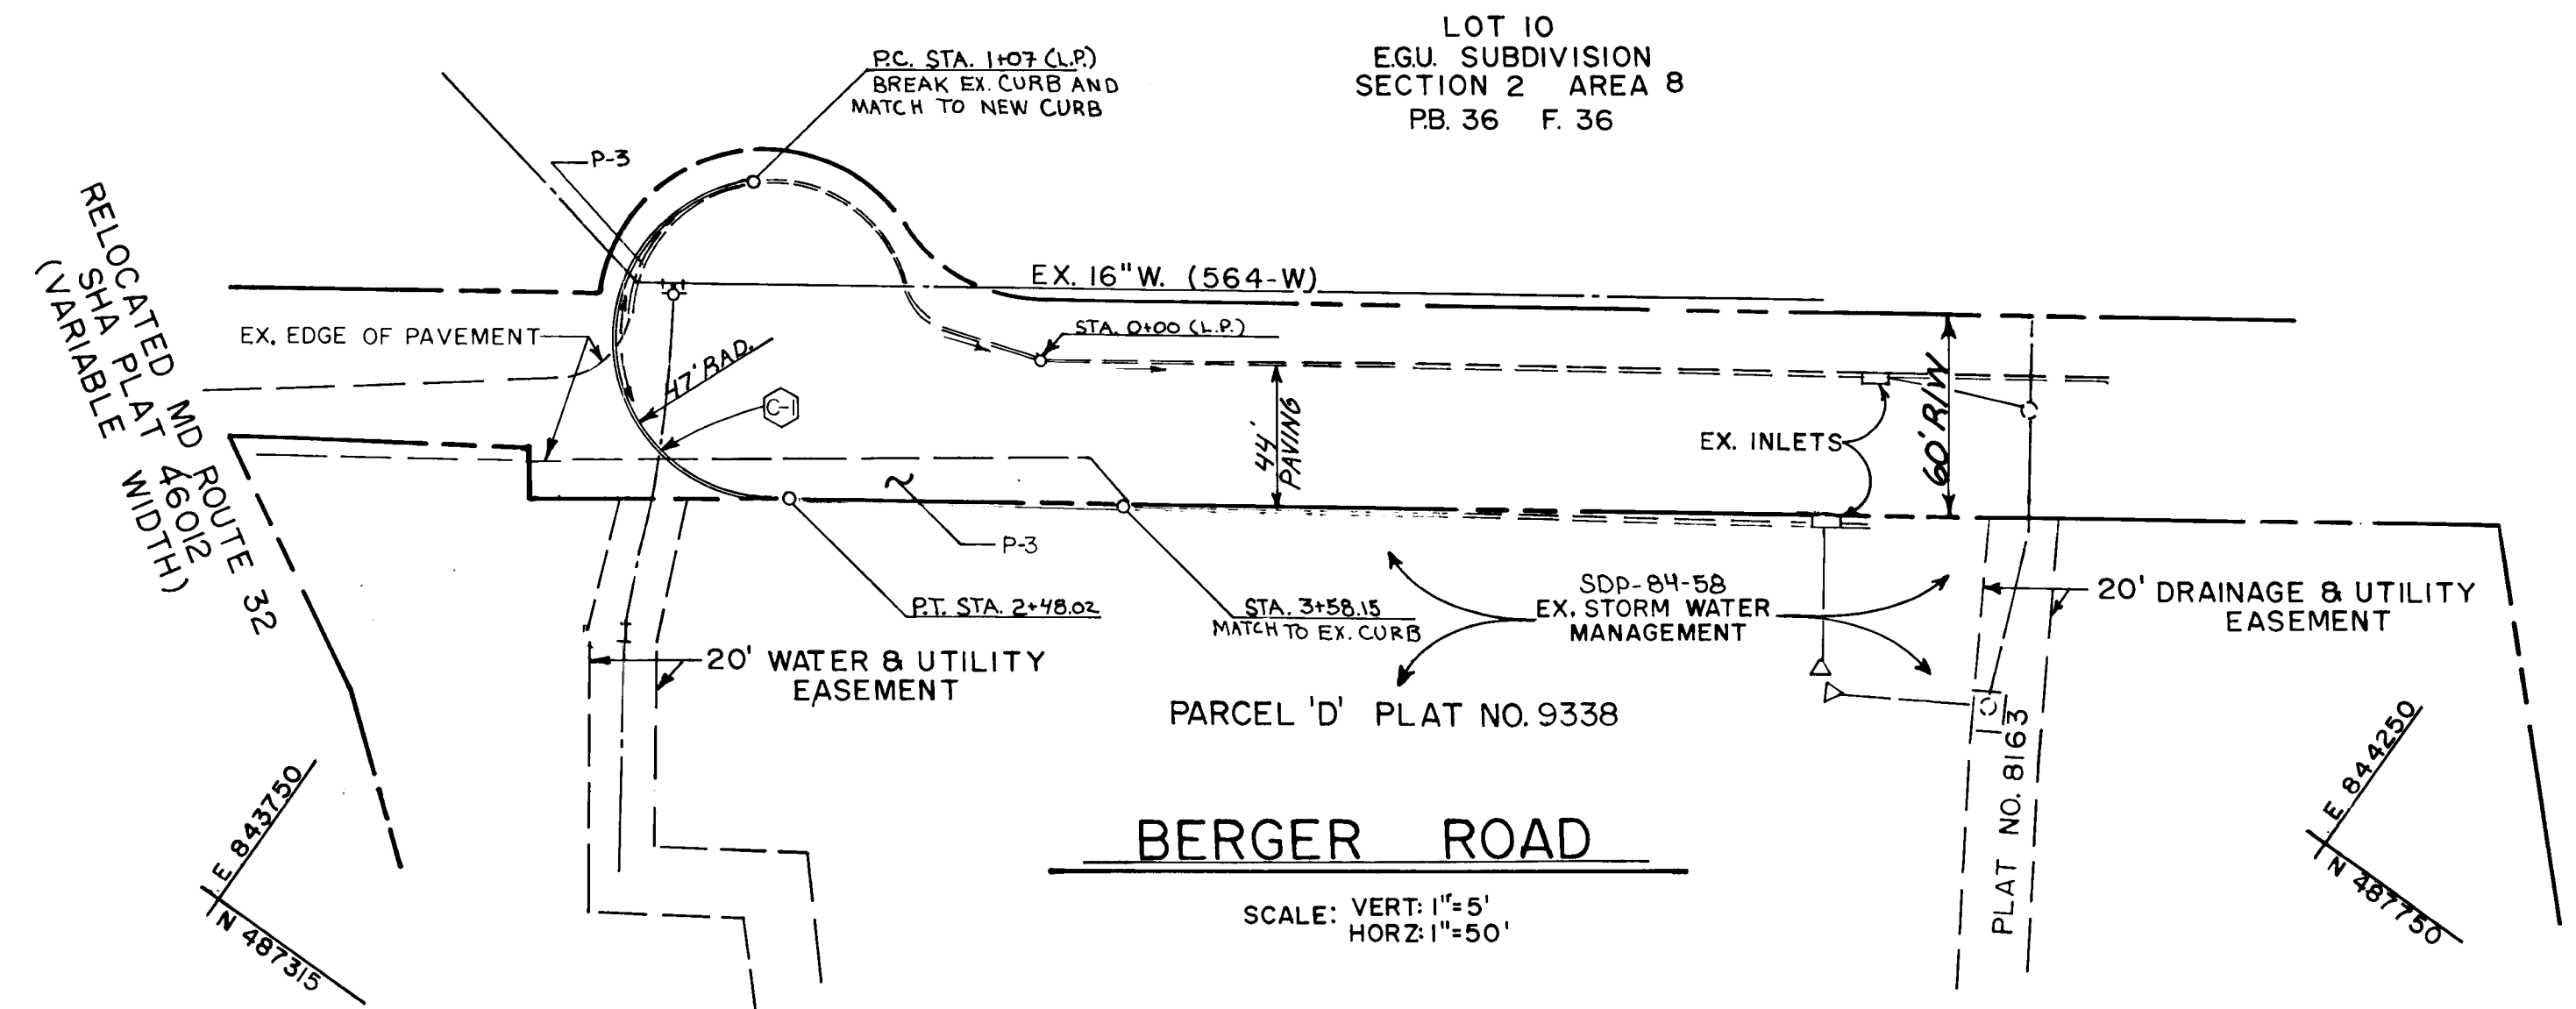 LOT 10
E.G.U. SUBDIVISION
SECTION 2 AREA 8
P.B. 36 F. 36
P.C. STA. 1+07 (L.P.)
BREAK EX. CURB AND
MATCH TO NEW CURB
P-3
RELOCATED MD ROUTE 32
SHA PLAT 46012
(VARIABLE WIDTH)
EX. 16" W. (564-W)
EX. EDGE OF PAVEMENT
STA. 0+00 (L.P.)
47' RAD.
C-1
44'
PAVING
EX. INLETS
60' R/W
P-3
P.T. STA. 2+48.02
STA. 3+58.15
MATCH TO EX. CURB
SDP-84-58
EX. STORM WATER
MANAGEMENT
20' DRAINAGE & UTILITY
EASEMENT
20' WATER & UTILITY
EASEMENT
PARCEL 'D' PLAT NO. 9338
PLAT NO. 8163
E 843750
N 487315
E 844250
N 487750
BERGER ROAD
SCALE: VERT: 1"=5'
HORZ: 1"=50'